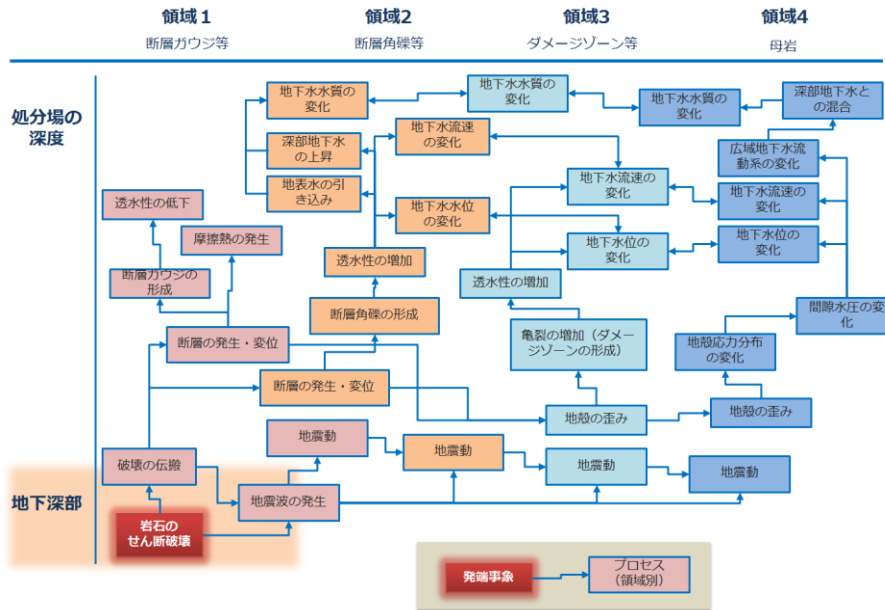 領域1
領域2
領域3
領域4
断層ガウジ等
断層角礫等
ダメージゾーン等
母岩
処分場の
深度
地下水水質の
変化
地下水水質の
変化
地下水水質の
変化
深部地下水と
の混合
深部地下水
の上昇
地下水流速
の変化
広域地下水流
動系の変化
地表水の引
き込み
地下水流速の
変化
地下水流速の
変化
透水性の低下
地下水水位
の変化
摩擦熱の発生
地下水位の
変化
地下水位の
変化
断層ガウジの
形成
透水性の増加
透水性の増加
断層角礫の形成
間隙水圧の変
化
断層の発生・変位
亀裂の増加（ダメ
ージゾーンの形成）
地殻応力分布
の変化
断層の発生・変位
地殻の歪み
地殻の歪み
地震動
地震動
地震動
地震動
破壊の伝搬
地下深部
地震波の発生
岩石の
せん断破壊
発端事象
プロセス
（領域別）